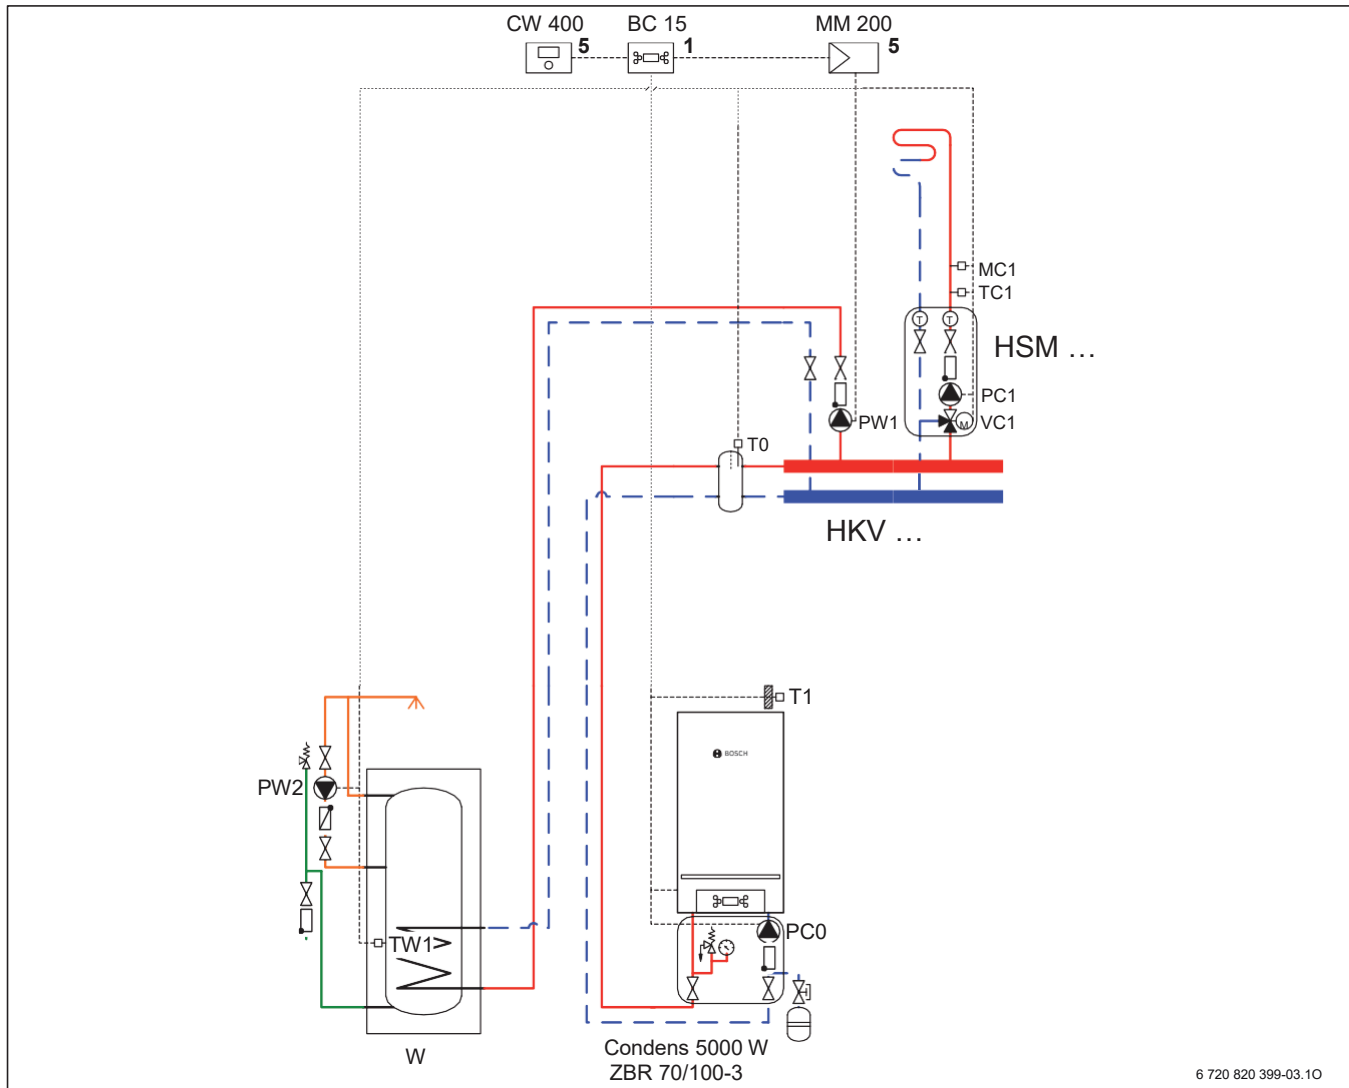 CW 400
BC 15
MM 200
5
1
5
MC1
TC1
T
T
HSM ...
PC1
M
VC1
PW1
T0
HKV ...
T1
BOSCH
PW2
PC0
TW1
W
Condens 5000 W
ZBR 70/100-3
6 720 820 399-03.1O